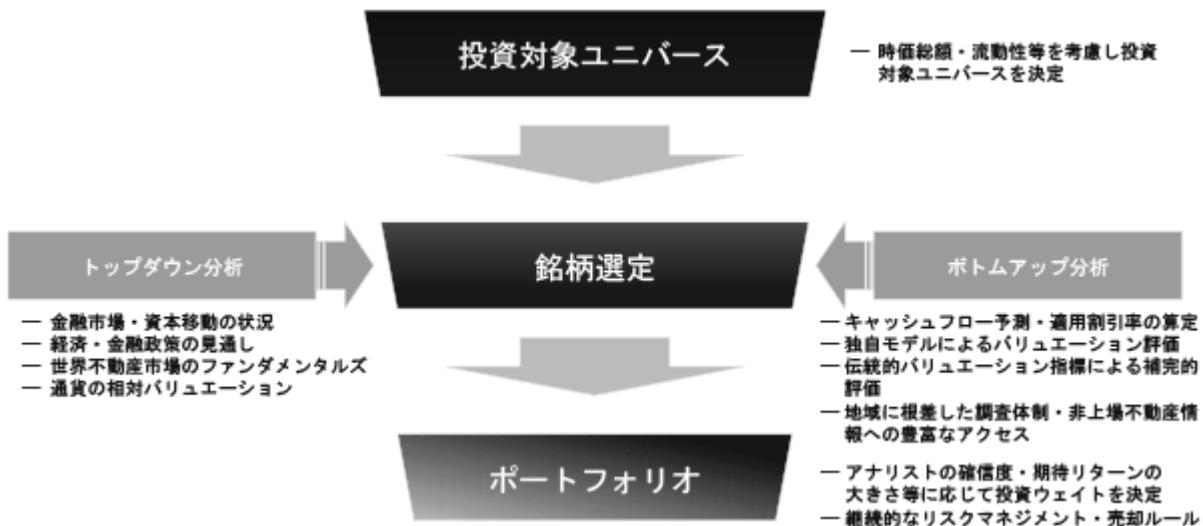 投資対象ユニバース
― 時価総額・流動性等を考慮し投資
対象ユニバースを決定
トップダウン分析
銘柄選定
ボトムアップ分析
― 金融市場・資本移動の状況
― 経済・金融政策の見通し
― 世界不動産市場のファンダメンタルズ
― 通貨の相対バリュエーション
― キャッシュフロー予測・適用割引率の算定
― 独自モデルによるバリュエーション評価
― 伝統的バリュエーション指標による補完的
評価
― 地域に根差した調査体制・非上場不動産情
報への豊富なアクセス
ポートフォリオ
― アナリストの確信度・期待リターンの
大きさ等に応じて投資ウェイトを決定
― 継続的なリスクマネジメント・売却ルール